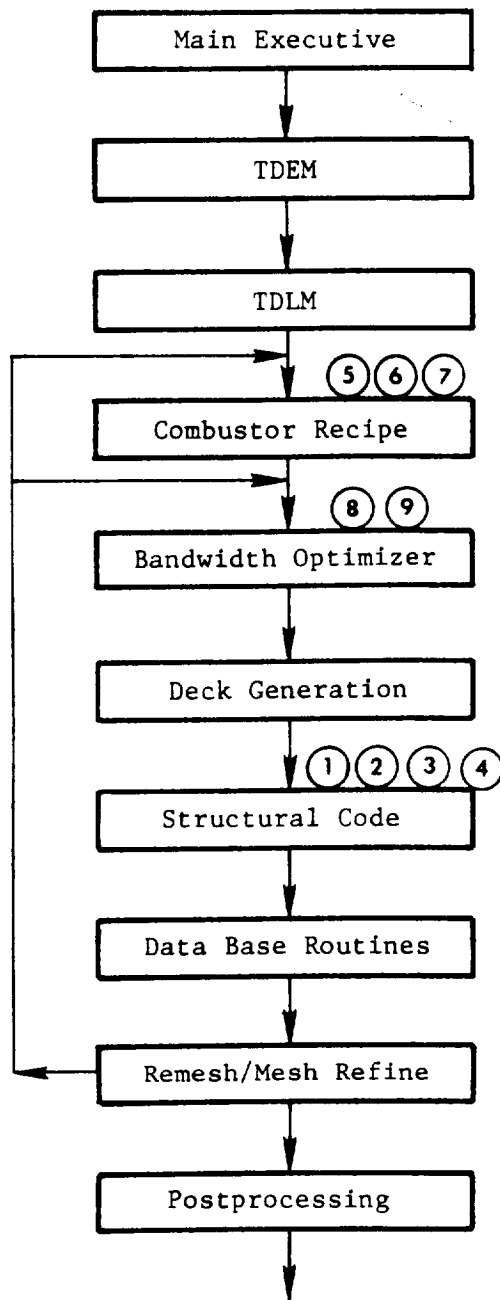 Main Executive
TDEM
TDLM
5 6 7
Combustor Recipe
8 9
Bandwidth Optimizer
Deck Generation
1 2 3 4
Structural Code
Data Base Routines
Remesh/Mesh Refine
Postprocessing